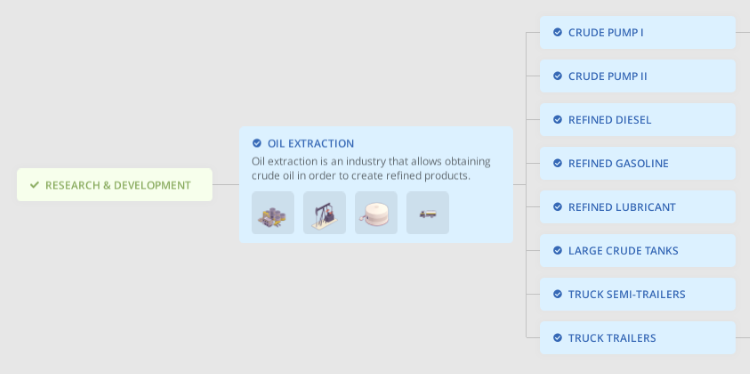 RESEARCH & DEVELOPMENT
OIL EXTRACTION
Oil extraction is an industry that allows obtaining
crude oil in order to create refined products.
CRUDE PUMP I
CRUDE PUMP II
REFINED DIESEL
REFINED GASOLINE
REFINED LUBRICANT
LARGE CRUDE TANKS
TRUCK SEMI-TRAILERS
TRUCK TRAILERS